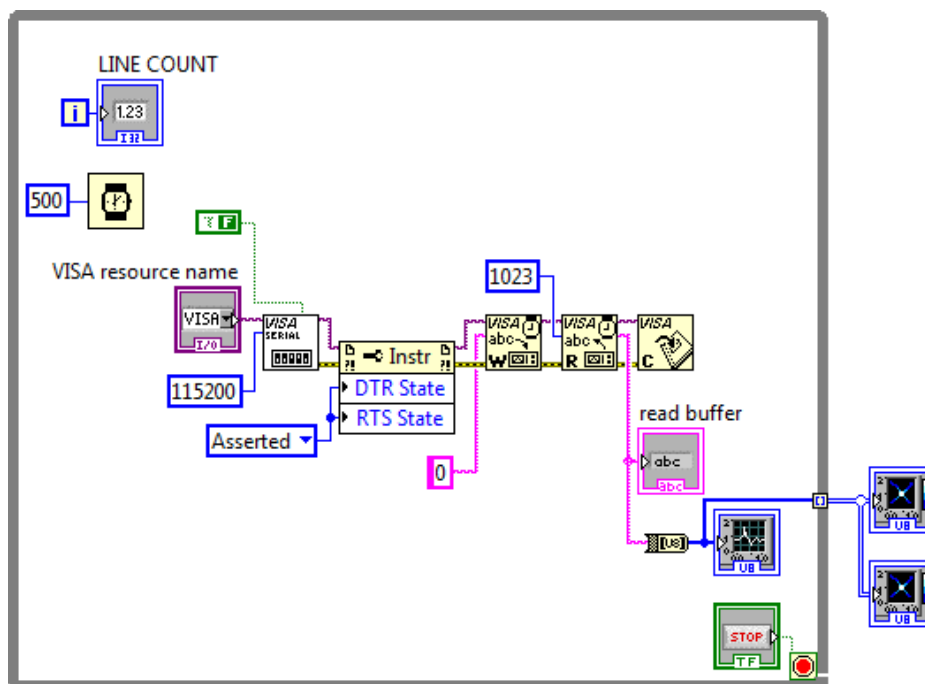 LINE COUNT
i
1.23
I32
500
F
VISA resource name
VISA
I/O
VISA
SERIAL
115200
Instr
DTR State
RTS State
Asserted
1023
VISA
abc
W
VISA
abc
R
VISA
C
0
read buffer
abc
abc
[U8]
U8
U8
U8
STOP
TF